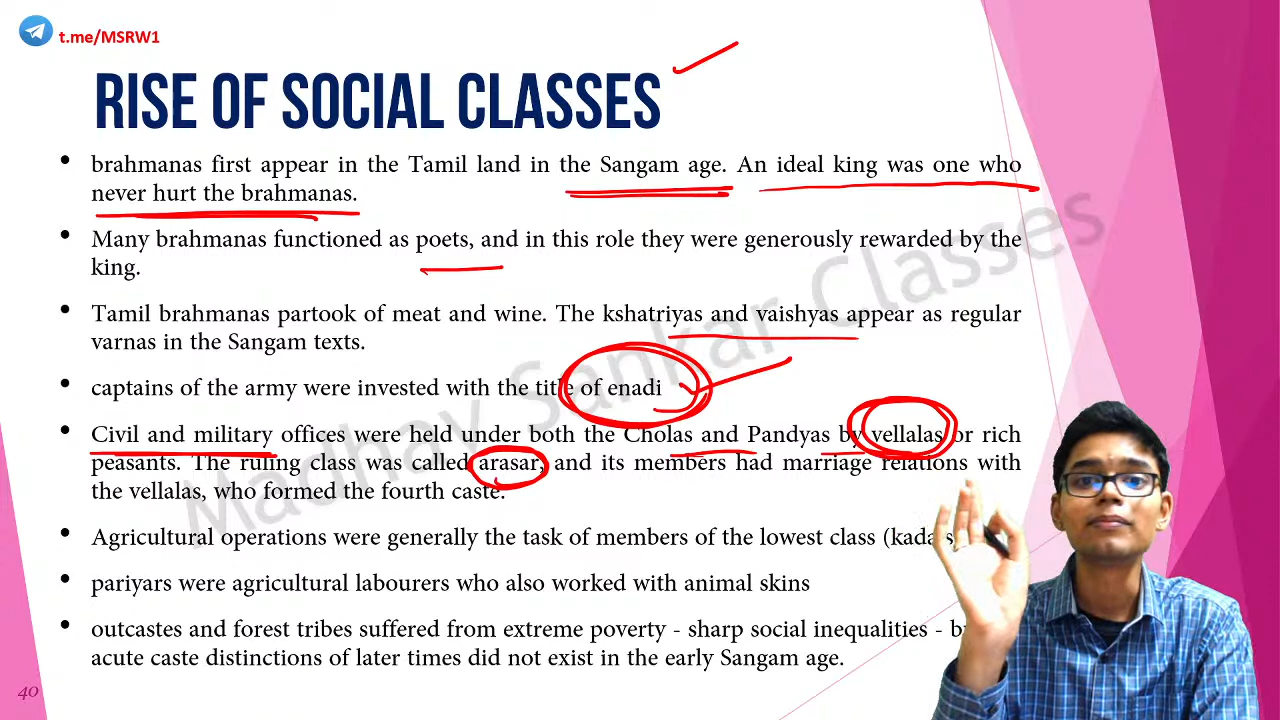 t.me/MSRW1
RISE OF SOCIAL CLASSES
• brahmanas first appear in the Tamil land in the Sangam age. An ideal king was one who
never hurt the brahmanas.
• Many brahmanas functioned as poets, and in this role they were generously rewarded by the
king.
• Tamil brahmanas partook of meat and wine. The kshatriyas and vaishyas appear as regular
varnas in the Sangam texts.
• captains of the army were invested with the title of enadi
• Civil and military offices were held under both the Cholas and Pandyas by vellalas or rich
peasants. The ruling class was called arasar, and its members had marriage relations with
the vellalas, who formed the fourth caste.
• Agricultural operations were generally the task of members of the lowest class
• pariyars were agricultural labourers who also worked with animal skins
• outcastes and forest tribes suffered from extreme poverty - sharp social inequalities -
acute caste distinctions of later times did not exist in the early Sangam age.
40
Madhav Sankar Classes